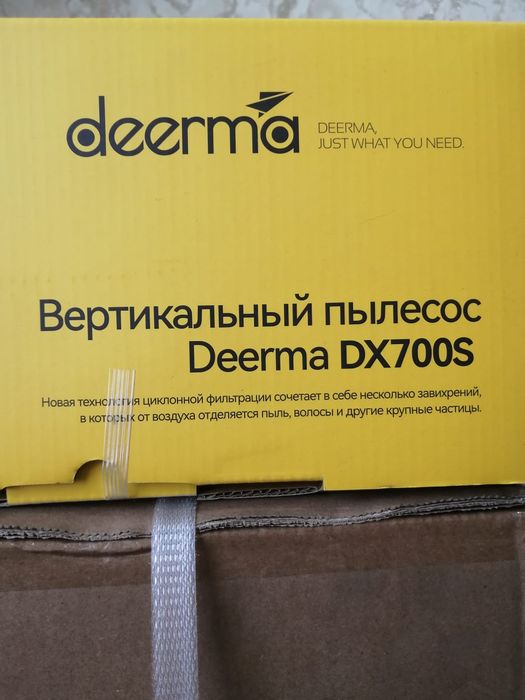 deerma
DEERMA,
JUST WHAT YOU NEED.
Вертикальный пылесос
Deerma DX700S
Новая технология циклонной фильтрации сочетает в себе несколько завихрений,
в которых от воздуха отделяется пыль, волосы и другие крупные частицы.